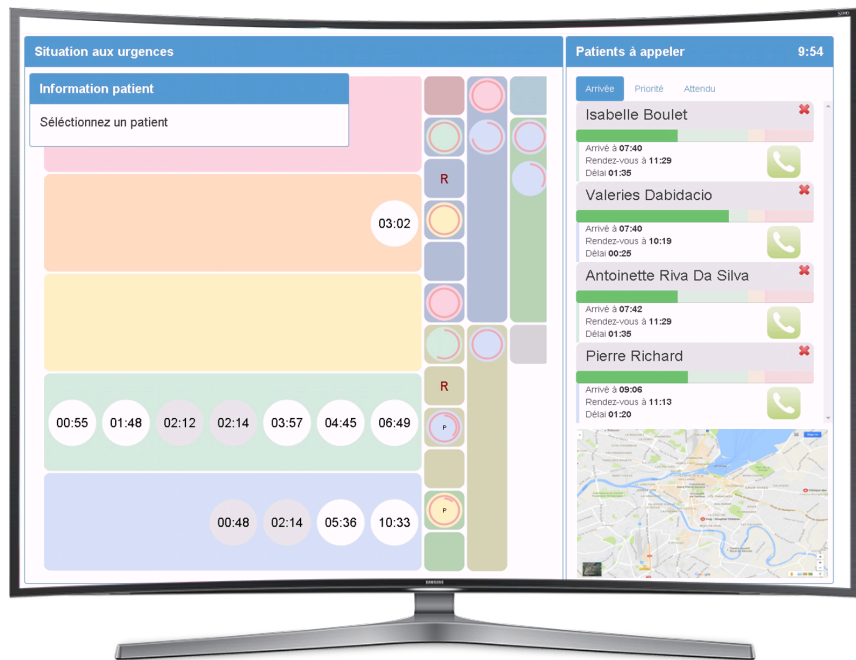 Situation aux urgences
Information patient
Séléctionnez un patient
R
03:02
R
00:55
01:48
02:12
02:14
03:57
04:45
06:49
P
00:48
02:14
05:36
10:33
P
Patients à appeler
9:54
Arrivée
Priorité
Attendu
Isabelle Boulet
Arrivé à 07:40
Rendez-vous à 11:29
Délai 01:35
Valeries Dabidacio
Arrivé à 07:40
Rendez-vous à 10:19
Délai 00:25
Antoinette Riva Da Silva
Arrivé à 07:42
Rendez-vous à 11:29
Délai 01:35
Pierre Richard
Arrivé à 09:06
Rendez-vous à 11:13
Délai 01:20
SAMSUNG